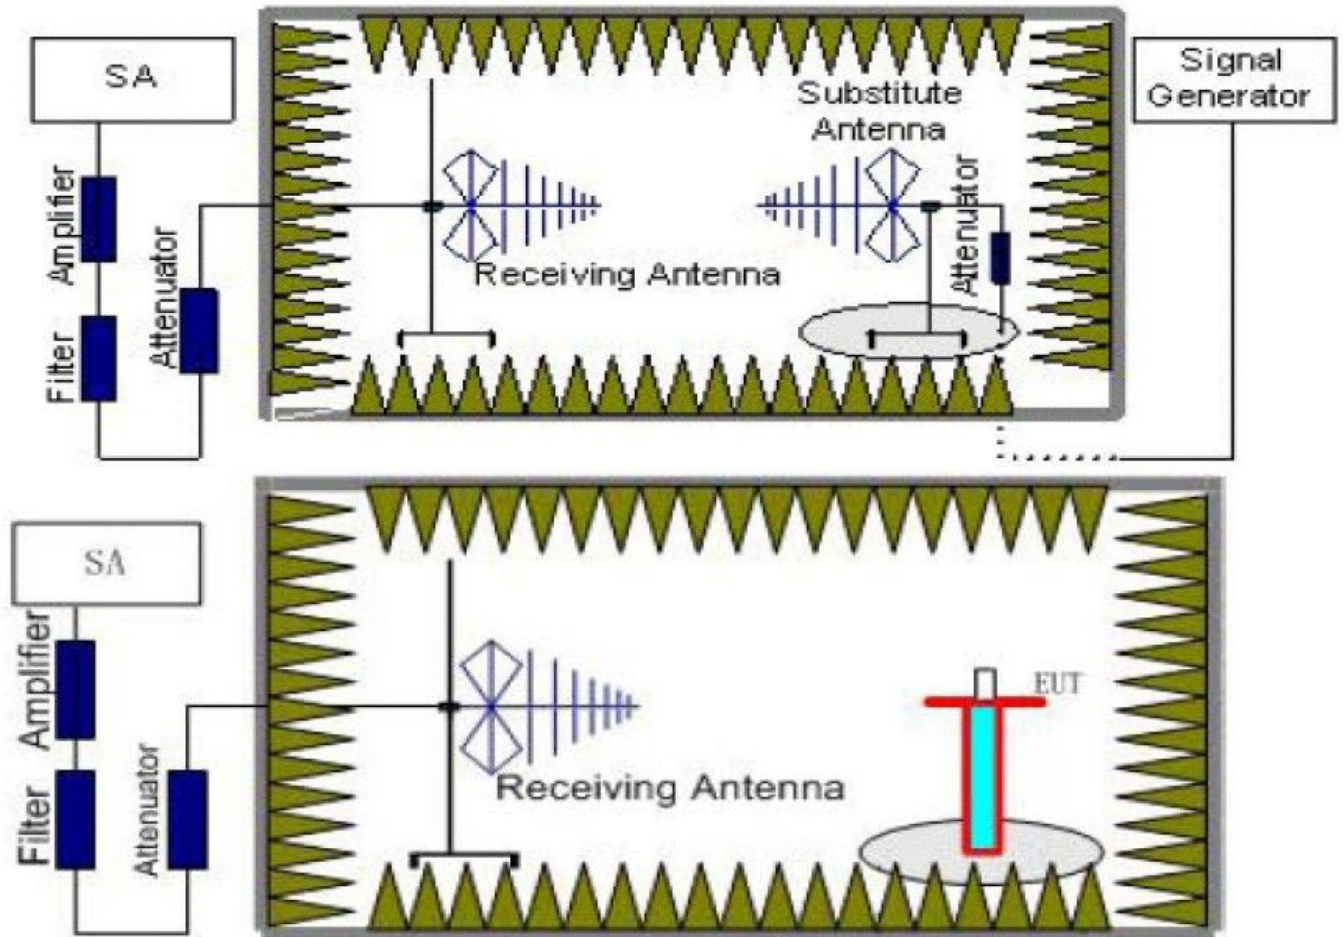 SA
Amplifier
Filter
Attenuator
Receiving Antenna
Substitute
Antenna
Attenuator
Signal
Generator
SA
Amplifier
Filter
Attenuator
Receiving Antenna
EUT